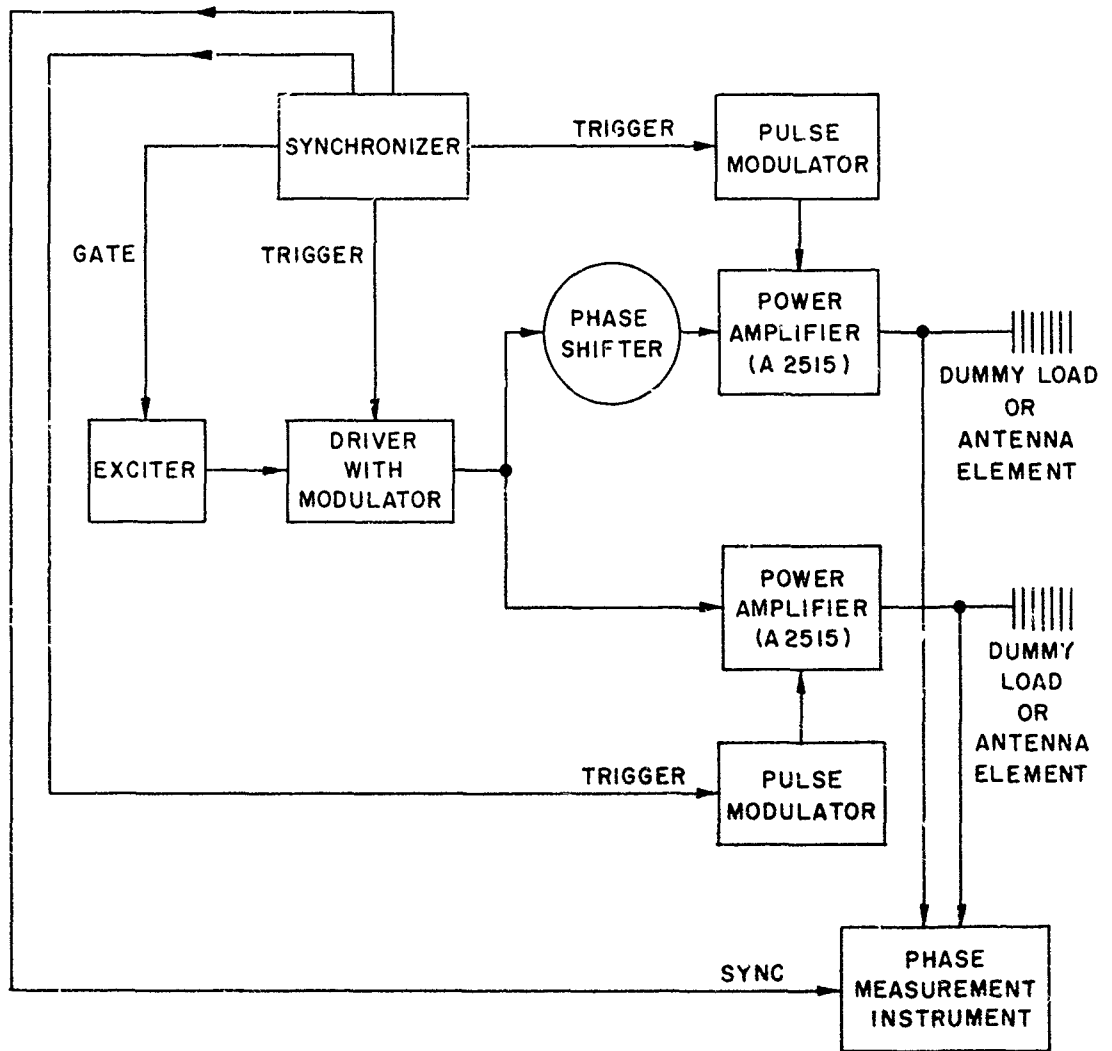 TRIGGER
PULSE
MODULATOR
SYNCHRONIZER
GATE
TRIGGER
PHASE
SHIFTER
POWER
AMPLIFIER
(A 2515)
DUMMY LOAD
OR
ANTENNA
ELEMENT
EXCITER
DRIVER
WITH
MODULATOR
POWER
AMPLIFIER
(A 2515)
DUMMY
LOAD
OR
ANTENNA
ELEMENT
TRIGGER
PULSE
MODULATOR
SYNC
PHASE
MEASUREMENT
INSTRUMENT